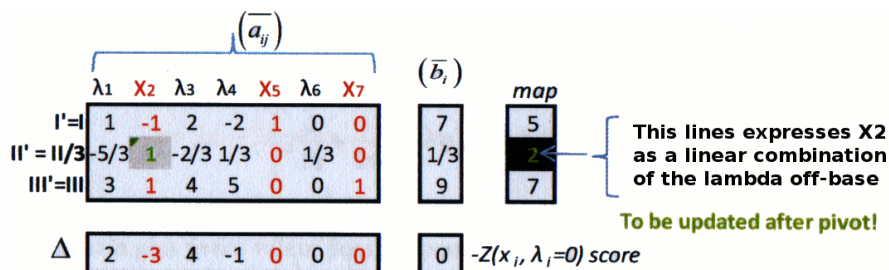 (a̅ij)
(b̅i)
λ1 X2 λ3 λ4 X5 λ6 X7
map
I'=I 1 -1 2 -2 1 0 0 7 5
II' = II/3 -5/3 1 -2/3 1/3 0 1/3 0 1/3 2
III'=III 3 1 4 5 0 0 1 9 7
This lines expresses X2
as a linear combination
of the lambda off-base
To be updated after pivot!
Δ 2 -3 4 -1 0 0 0 0 -Z(xi, λi=0) score